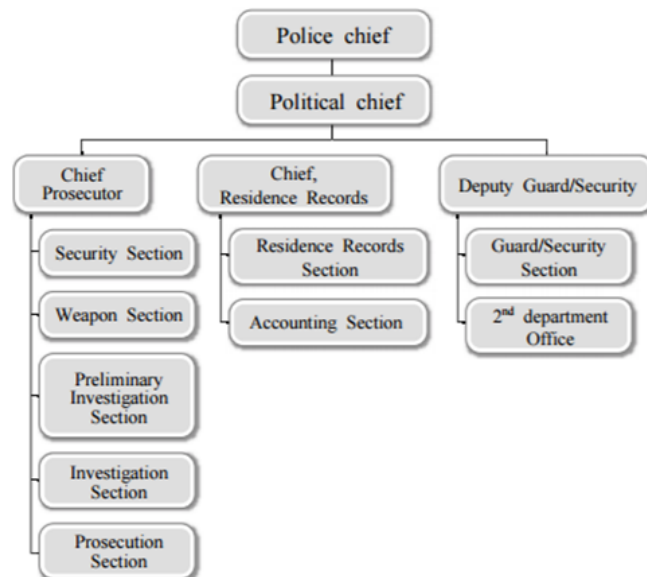 Police chief
Political chief
Chief
Prosecutor
Security Section
Weapon Section
Preliminary
Investigation
Section
Investigation
Section
Prosecution
Section
Chief,
Residence Records
Residence Records
Section
Accounting Section
Deputy Guard/Security
Guard/Security
Section
2nd department
Office